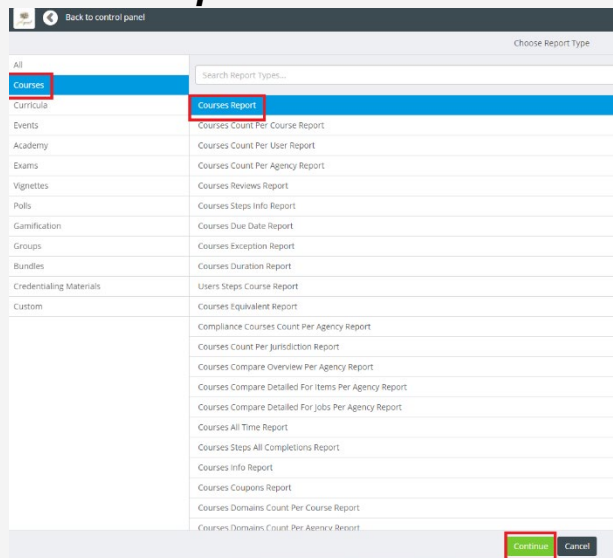 Back to control panel
Choose Report Type
All
Courses
Curricula
Events
Academy
Exams
Vignettes
Polls
Gamification
Groups
Bundles
Credentialing Materials
Custom
Search Report Types...
Courses Report
Courses Count Per Course Report
Courses Count Per User Report
Courses Count Per Agency Report
Courses Reviews Report
Courses Steps Info Report
Courses Due Date Report
Courses Exception Report
Courses Duration Report
Users Steps Course Report
Courses Equivalent Report
Compliance Courses Count Per Agency Report
Courses Count Per Jurisdiction Report
Courses Compare Overview Per Agency Report
Courses Compare Detailed For Items Per Agency Report
Courses Compare Detailed For Jobs Per Agency Report
Courses All Time Report
Courses Steps All Completions Report
Courses Info Report
Courses Coupons Report
Courses Domains Count Per Course Report
Courses Domains Count Per Agency Report
Continue
Cancel